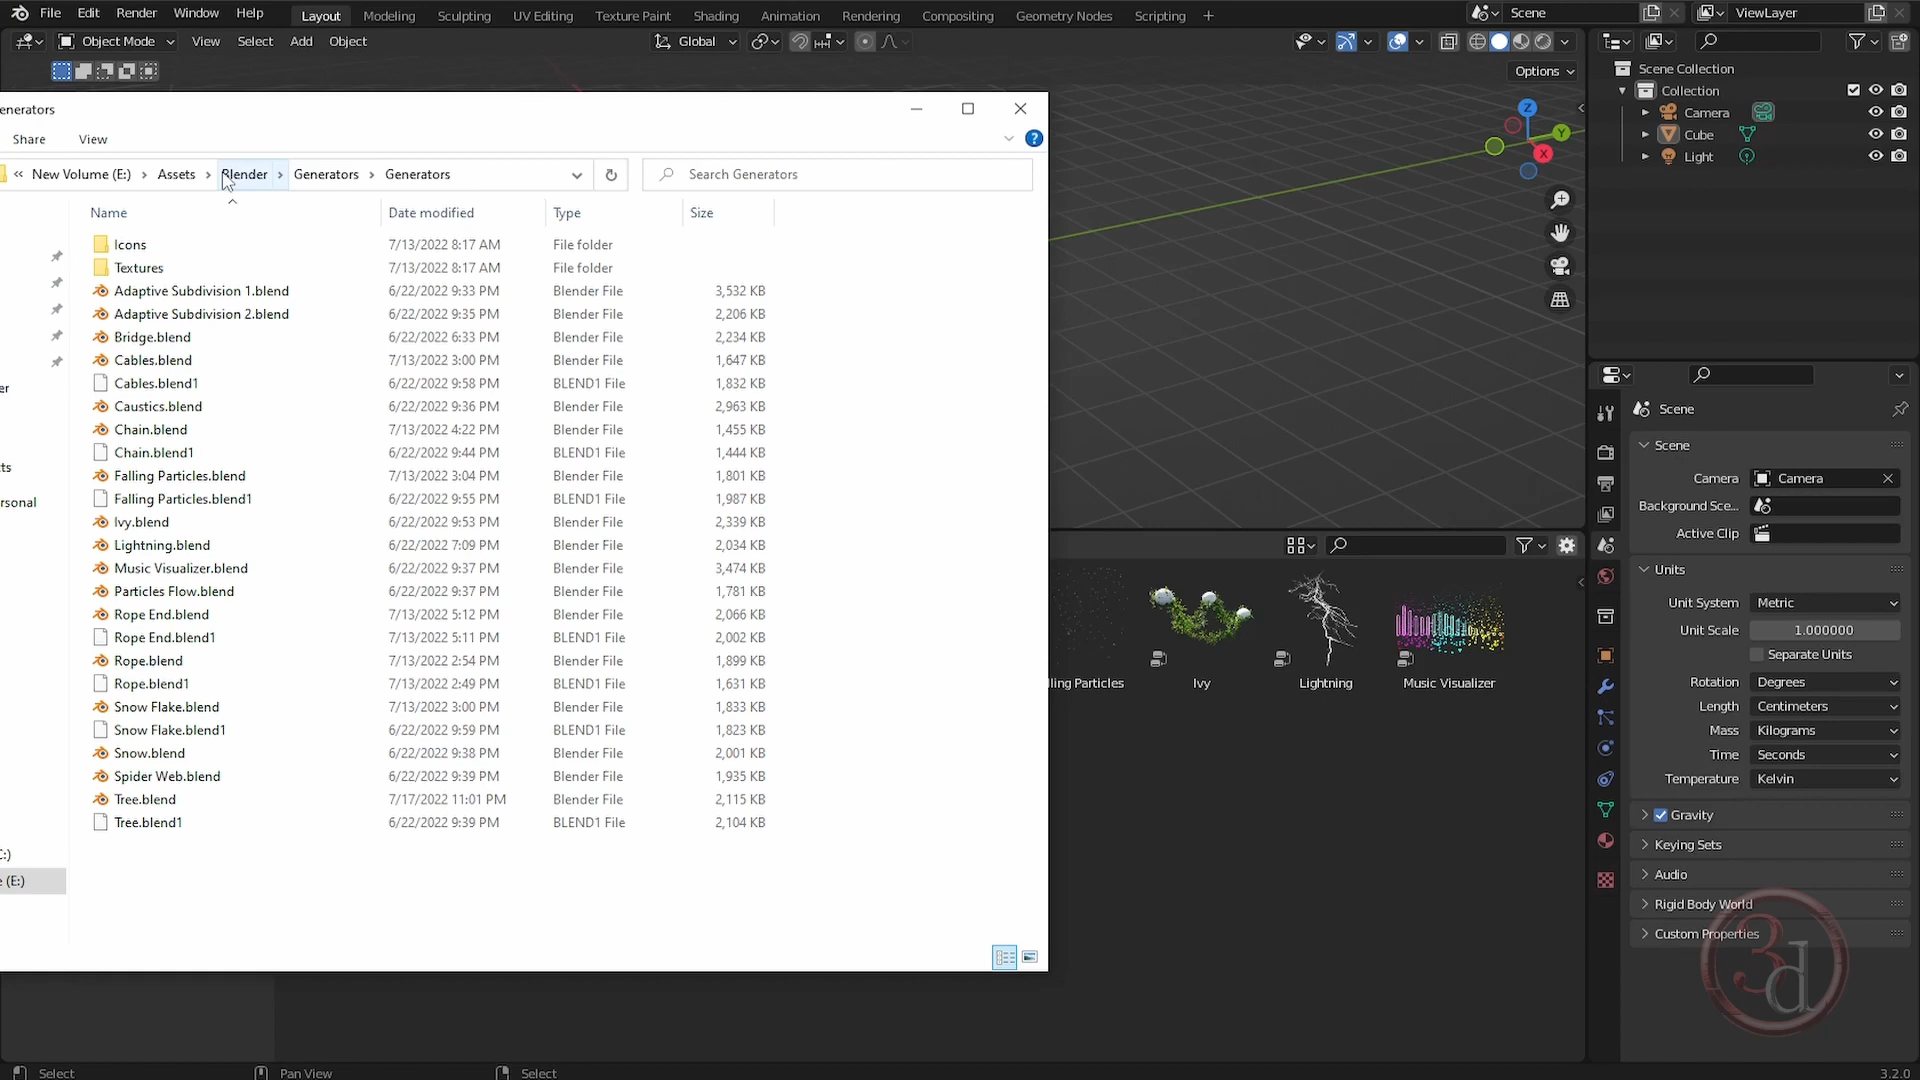 File Edit Render Window Help Layout Modeling Sculpting UV Editing Texture Paint Shading Animation Rendering Compositing Geometry Nodes Scripting + Scene ViewLayer
Object Mode View Select Add Object Global
Options
Scene Collection
Collection
Camera
Cube
Light
Z
Y
X
enerators
Share View
« New Volume (E:) › Assets › Blender › Generators › Generators Search Generators
Name Date modified Type Size
Icons 7/13/2022 8:17 AM File folder
Textures 7/13/2022 8:17 AM File folder
Adaptive Subdivision 1.blend 6/22/2022 9:33 PM Blender File 3,532 KB
Adaptive Subdivision 2.blend 6/22/2022 9:35 PM Blender File 2,206 KB
Bridge.blend 6/22/2022 6:33 PM Blender File 2,234 KB
Cables.blend 7/13/2022 3:00 PM Blender File 1,647 KB
Cables.blend1 6/22/2022 9:58 PM BLEND1 File 1,832 KB
Caustics.blend 6/22/2022 9:36 PM Blender File 2,963 KB
Chain.blend 7/13/2022 4:22 PM Blender File 1,455 KB
Chain.blend1 6/22/2022 9:44 PM BLEND1 File 1,444 KB
Falling Particles.blend 7/13/2022 3:04 PM Blender File 1,801 KB
Falling Particles.blend1 6/22/2022 9:55 PM BLEND1 File 1,987 KB
Ivy.blend 6/22/2022 9:53 PM Blender File 2,339 KB
Lightning.blend 6/22/2022 7:09 PM Blender File 2,034 KB
Music Visualizer.blend 6/22/2022 9:37 PM Blender File 3,474 KB
Particles Flow.blend 6/22/2022 9:37 PM Blender File 1,781 KB
Rope End.blend 7/13/2022 5:12 PM Blender File 2,066 KB
Rope End.blend1 7/13/2022 5:11 PM BLEND1 File 2,002 KB
Rope.blend 7/13/2022 2:54 PM Blender File 1,899 KB
Rope.blend1 7/13/2022 2:49 PM BLEND1 File 1,631 KB
Snow Flake.blend 7/13/2022 3:00 PM Blender File 1,833 KB
Snow Flake.blend1 6/22/2022 9:59 PM BLEND1 File 1,823 KB
Snow.blend 6/22/2022 9:38 PM Blender File 2,001 KB
Spider Web.blend 6/22/2022 9:39 PM Blender File 1,935 KB
Tree.blend 7/17/2022 11:01 PM Blender File 2,115 KB
Tree.blend1 6/22/2022 9:39 PM BLEND1 File 2,104 KB
er
ts
rsonal
C:)
e (E:)
lling Particles Ivy Lightning Music Visualizer
Scene
Scene
Camera Camera
Background Sce...
Active Clip
Units
Unit System Metric
Unit Scale 1.000000
Separate Units
Rotation Degrees
Length Centimeters
Mass Kilograms
Time Seconds
Temperature Kelvin
Gravity
Keying Sets
Audio
Rigid Body World
Custom Properties
3d
Select Pan View Select 3.2.0